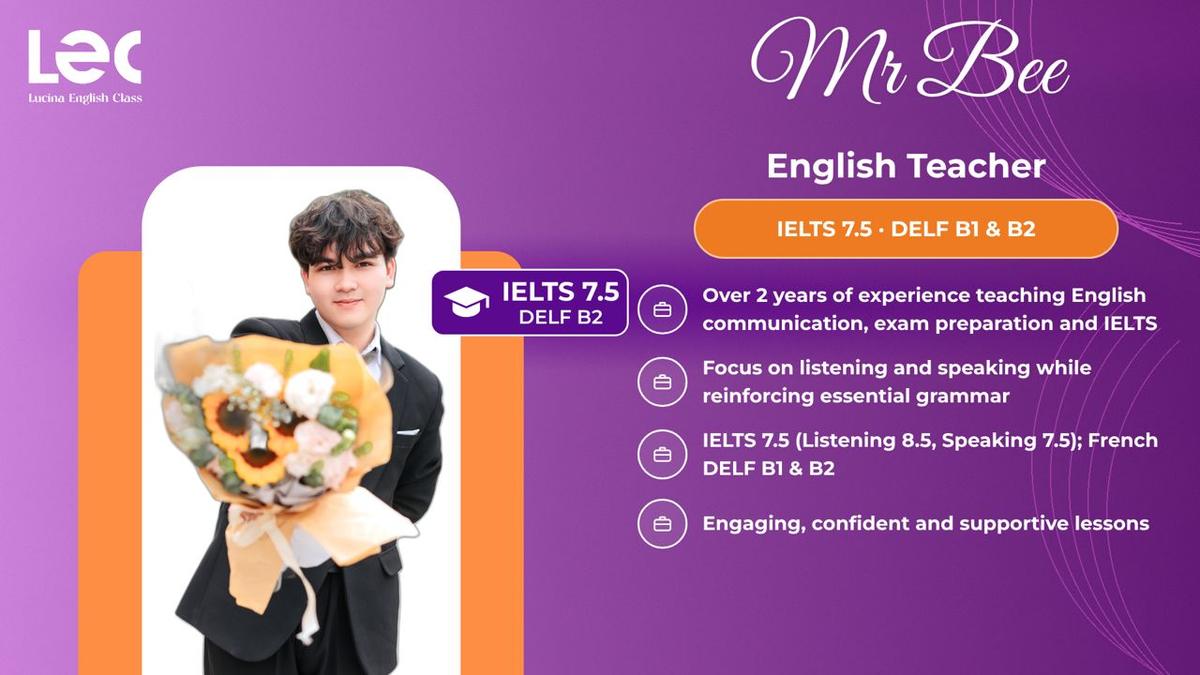 LEC
Lucina English Class
Mr Bee
English Teacher
IELTS 7.5 · DELF B1 & B2
IELTS 7.5
DELF B2
Over 2 years of experience teaching English
communication, exam preparation and IELTS
Focus on listening and speaking while
reinforcing essential grammar
IELTS 7.5 (Listening 8.5, Speaking 7.5); French
DELF B1 & B2
Engaging, confident and supportive lessons